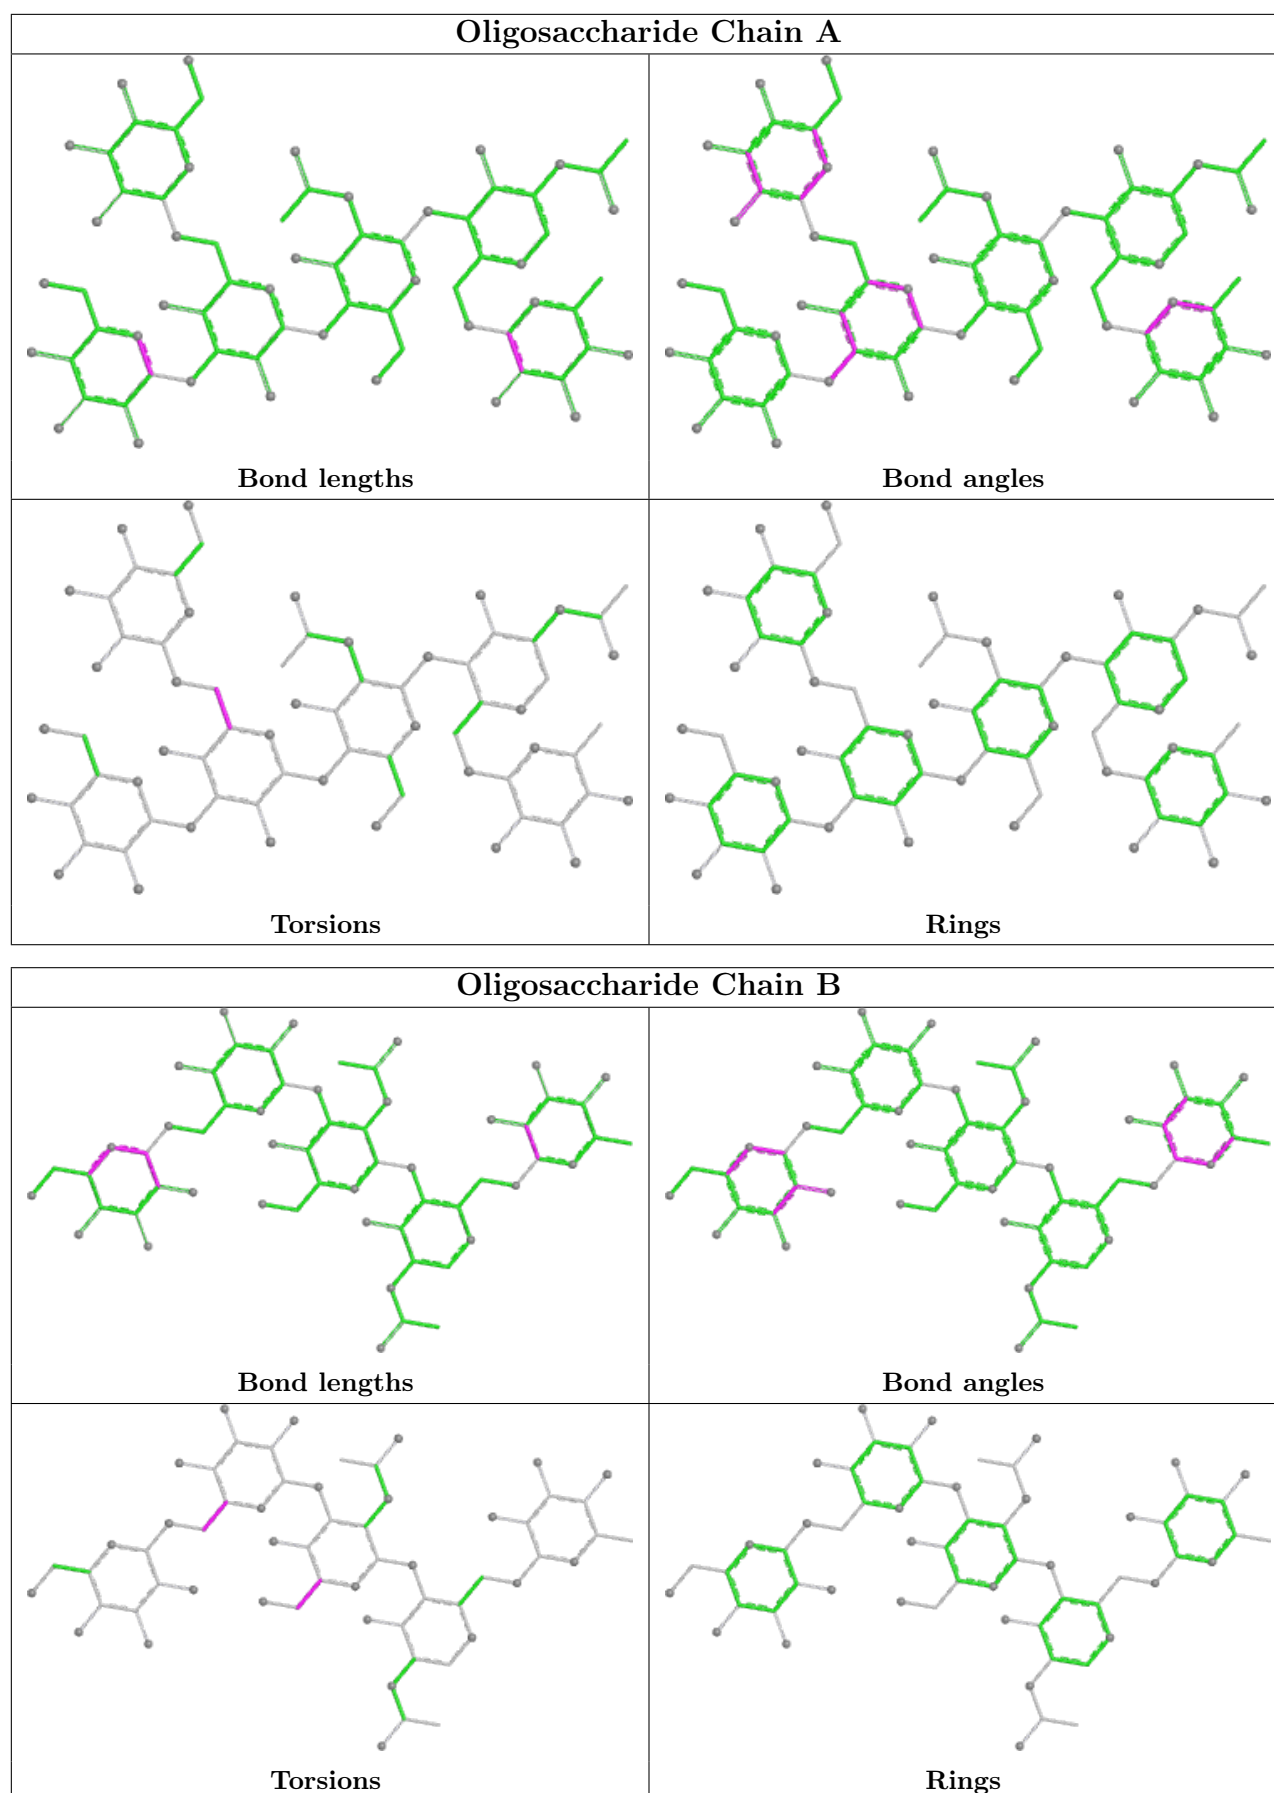 Oligosaccharide Chain A
Bond lengths
Bond angles
Torsions
Rings
Oligosaccharide Chain B
Bond lengths
Bond angles
Torsions
Rings